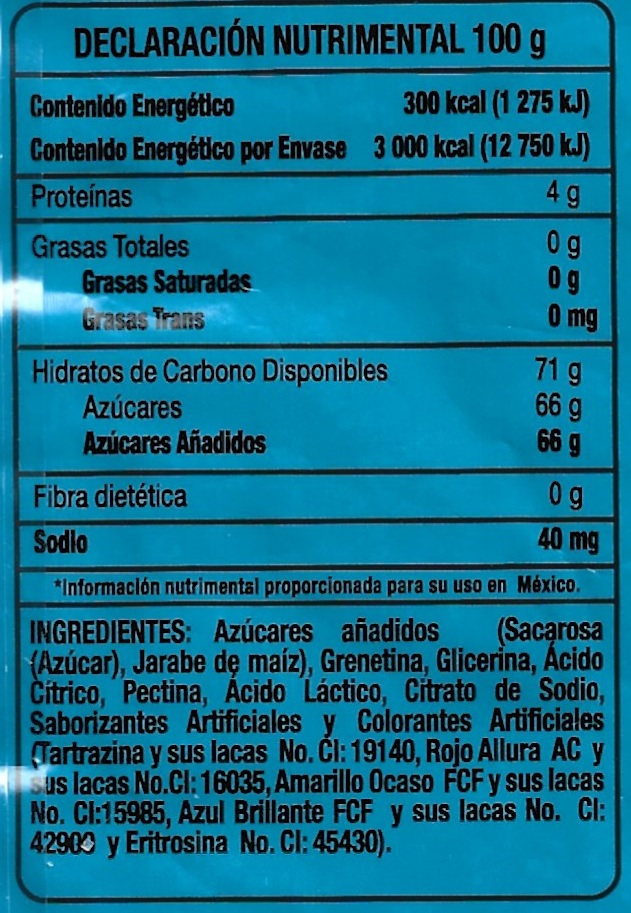 DECLARACIÓN NUTRIMENTAL 100 g
Contenido Energético 300 kcal (1 275 kJ)
Contenido Energético por Envase 3 000 kcal (12 750 kJ)
Proteínas 4 g
Grasas Totales 0 g
Grasas Saturadas 0 g
Grasas Trans 0 mg
Hidratos de Carbono Disponibles 71 g
Azúcares 66 g
Azúcares Añadidos 66 g
Fibra dietética 0 g
Sodio 40 mg
*Información nutrimental proporcionada para su uso en México.
INGREDIENTES: Azúcares añadidos (Sacarosa
(Azúcar), Jarabe de maíz), Grenetina, Glicerina, Ácido
Cítrico, Pectina, Ácido Láctico, Citrato de Sodio,
Saborizantes Artificiales y Colorantes Artificiales
(Tartrazina y sus lacas No. CI: 19140, Rojo Allura AC y
sus lacas No.CI: 16035, Amarillo Ocaso FCF y sus lacas
No. CI:15985, Azul Brillante FCF y sus lacas No. CI:
42900 y Eritrosina No. CI: 45430).